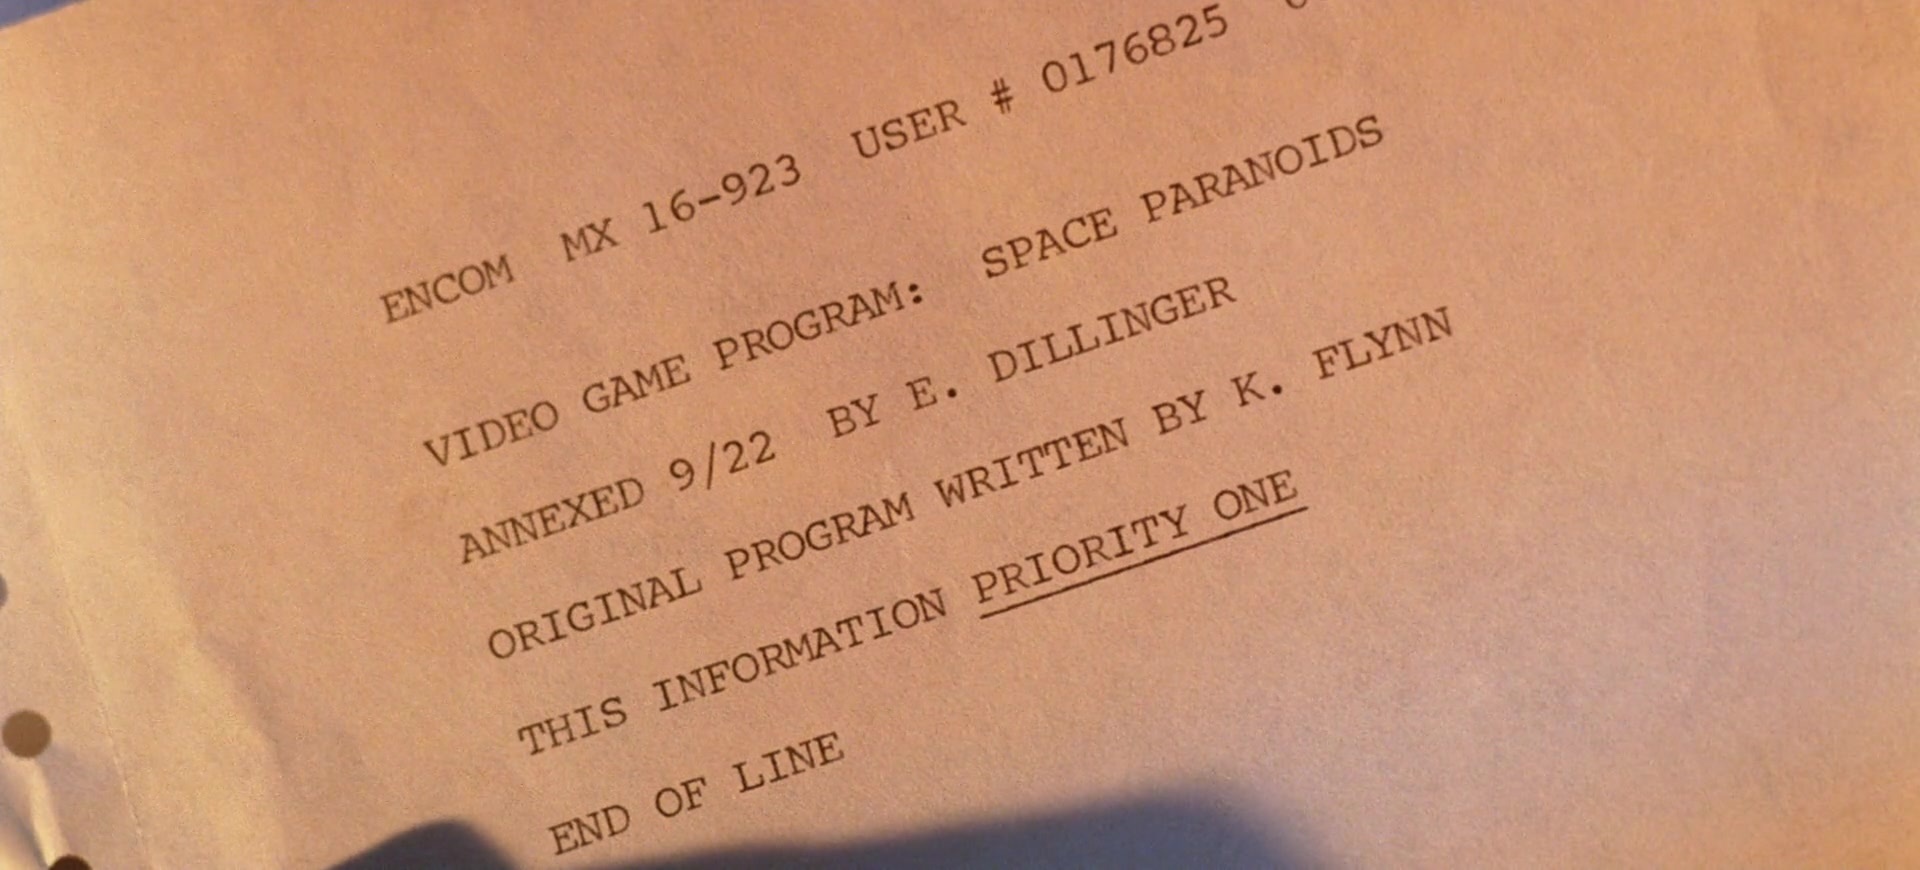 ENCOM MX 16-923 USER # 0176825
VIDEO GAME PROGRAM: SPACE PARANOIDS
ANNEXED 9/22 BY E. DILLINGER
ORIGINAL PROGRAM WRITTEN BY K. FLYNN
THIS INFORMATION PRIORITY ONE
END OF LINE